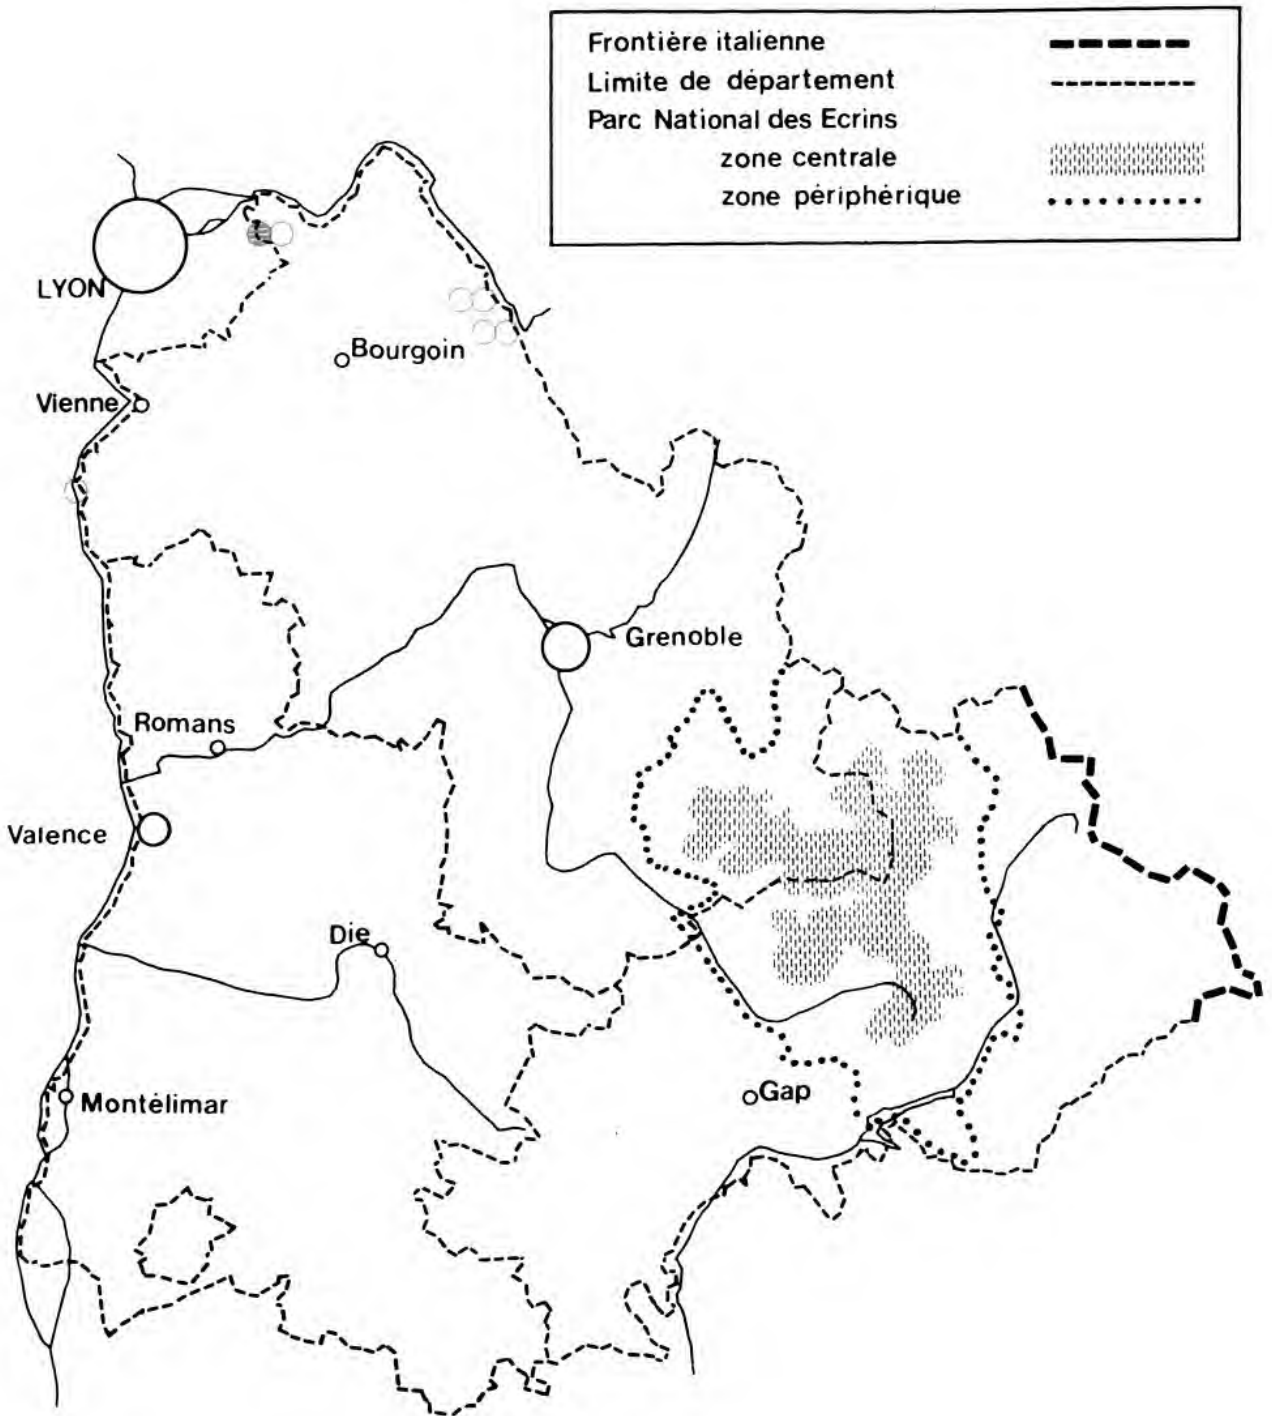 Frontière italienne
Limite de département
Parc National des Ecrins
zone centrale
zone périphérique
LYON
Bourgoin
Vienne
Grenoble
Romans
Valence
Die
Montélimar
Gap